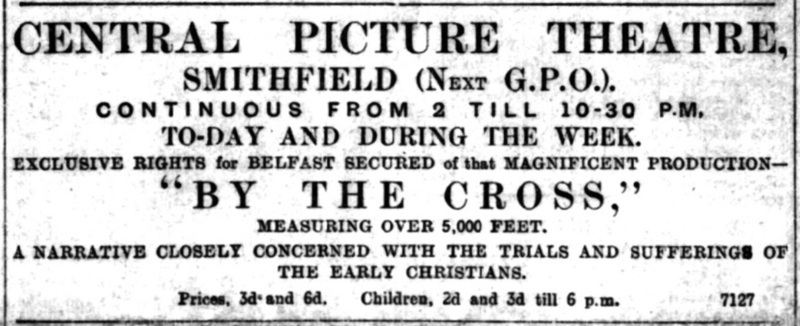 CENTRAL PICTURE THEATRE,
SMITHFIELD (NEXT G.P.O.).
CONTINUOUS FROM 2 TILL 10-30 P.M.
TO-DAY AND DURING THE WEEK.
EXCLUSIVE RIGHTS for BELFAST SECURED of that MAGNIFICENT PRODUCTION—
"BY THE CROSS,"
MEASURING OVER 5,000 FEET.
A NARRATIVE CLOSELY CONCERNED WITH THE TRIALS AND SUFFERINGS OF
THE EARLY CHRISTIANS.
Prices, 3d and 6d. Children, 2d and 3d till 6 p.m. 7127